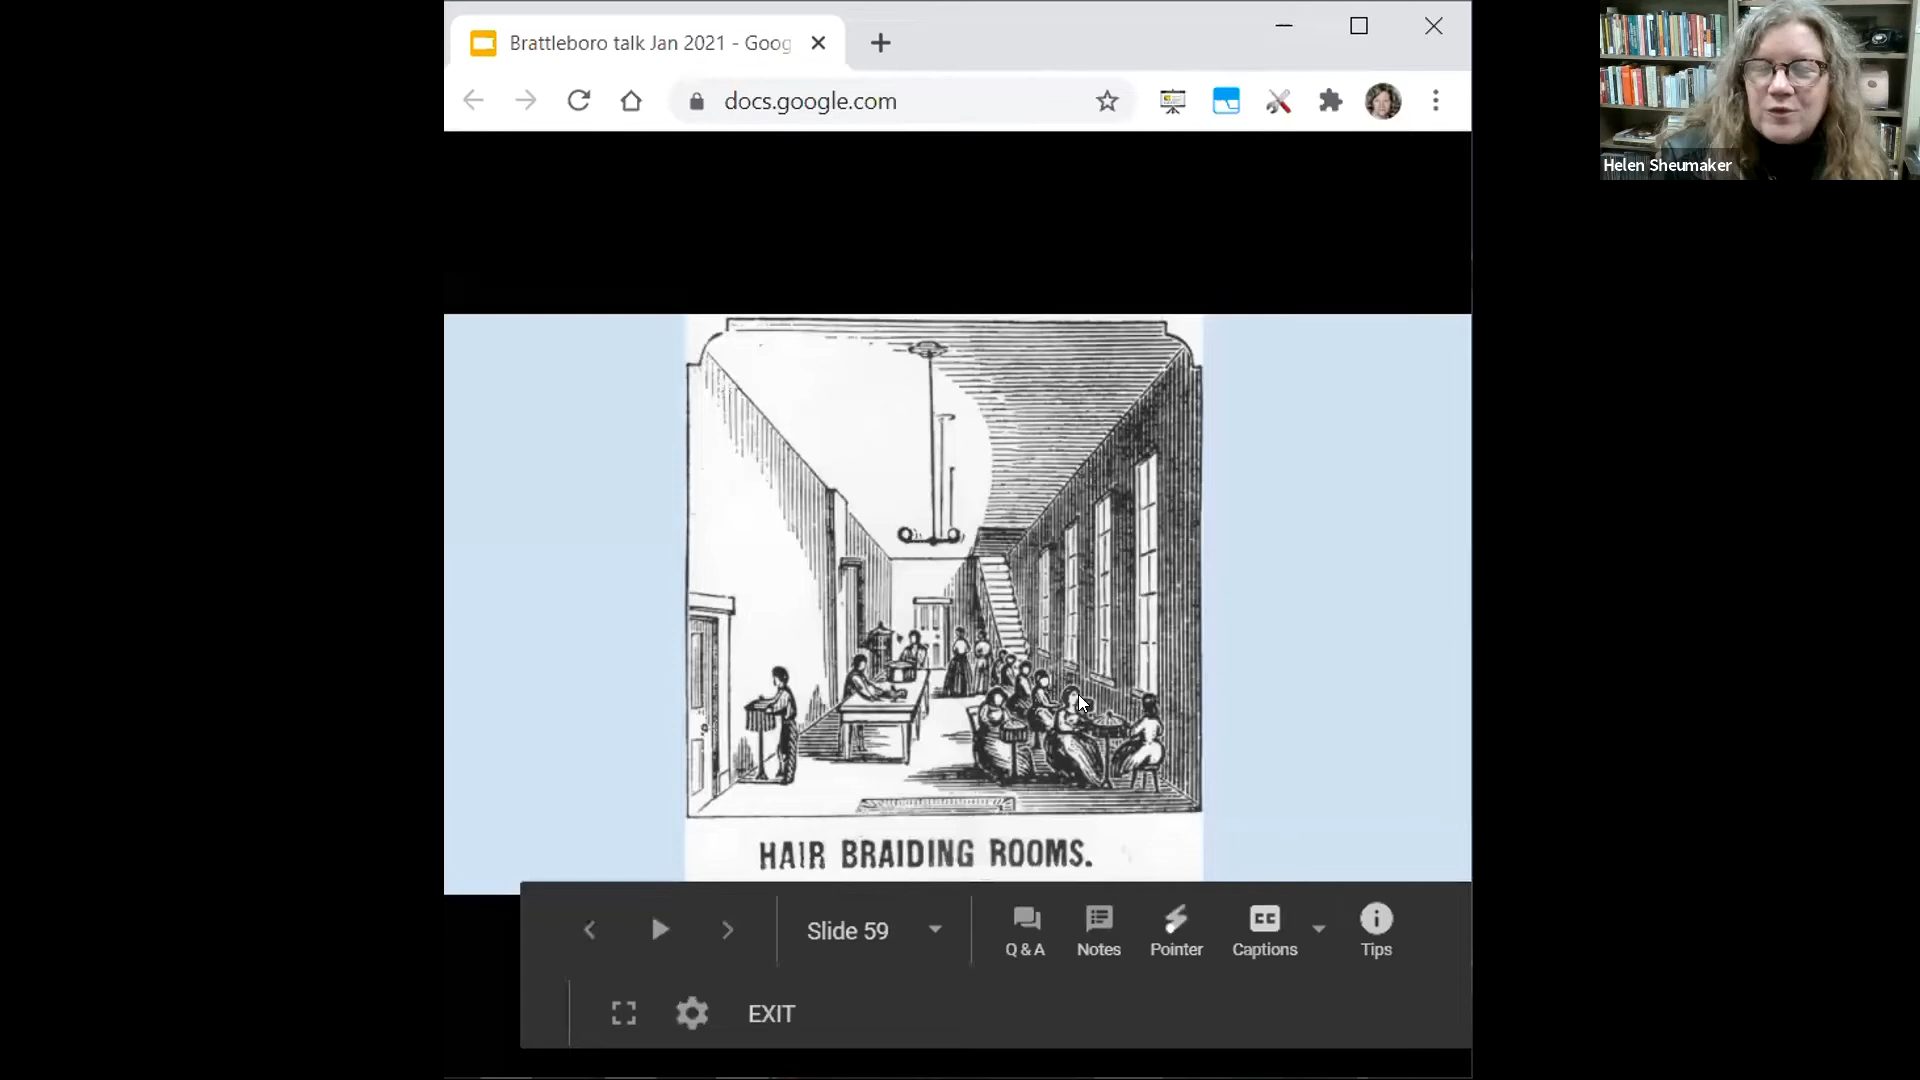 Brattleboro talk Jan 2021 - Goog
docs.google.com
Helen Sheumaker
HAIR BRAIDING ROOMS.
Slide 59
Q & A
Notes
Pointer
CC
Captions
Tips
EXIT